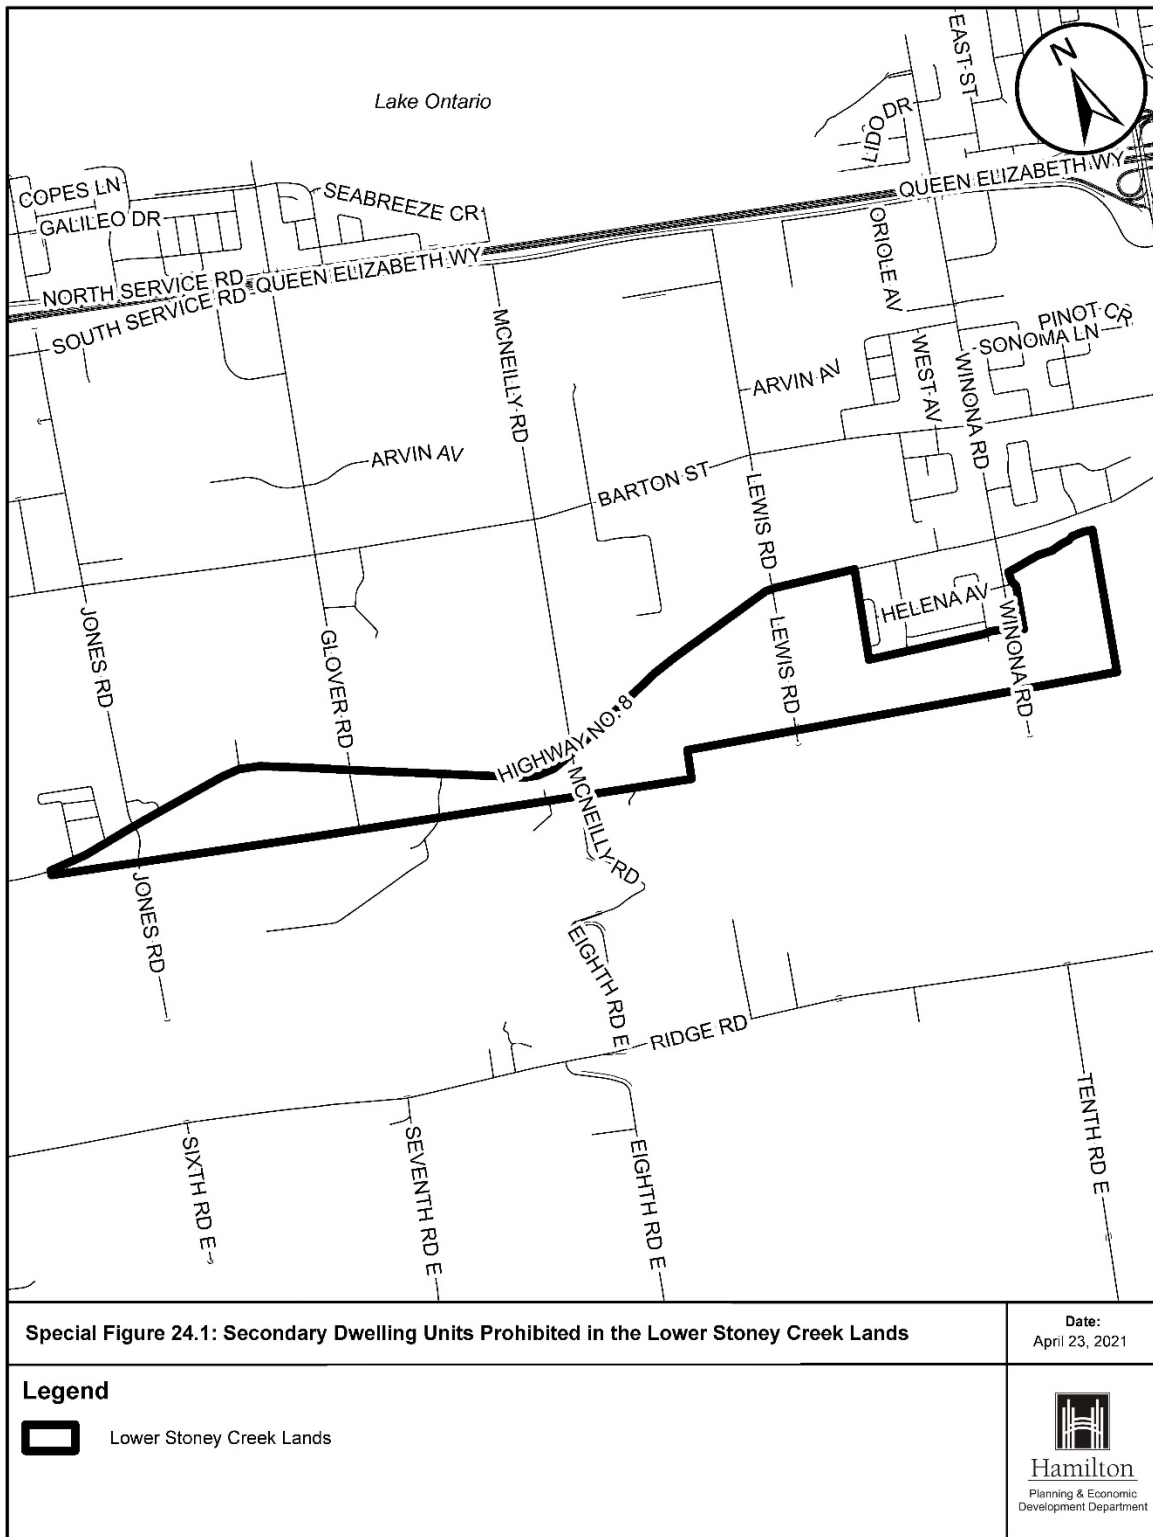 EAST ST
N
Lake Ontario
LIDO DR
QUEEN ELIZABETH WY
COPES LN
SEABREEZE CR
GALILEO DR
ORIOLE AV
QUEEN ELIZABETH WY
NORTH SERVICE RD
SOUTH SERVICE RD
PINOT CR
SONOMA LN
MCNEILLY RD
WEST AV
WINONA RD
ARVIN AV
ARVIN AV
BARTON ST
LEWIS RD
HELENA AV
JONES RD
GLOVER RD
LEWIS RD
WINONA RD
HIGHWAY NO. 8
MCNEILLY RD
JONES RD
EIGHTH RD E
RIDGE RD
TENTH RD E
SIXTH RD E
SEVENTH RD E
EIGHTH RD E
Special Figure 24.1: Secondary Dwelling Units Prohibited in the Lower Stoney Creek Lands
Date:
April 23, 2021
Legend
Lower Stoney Creek Lands
Hamilton
Planning & Economic
Development Department